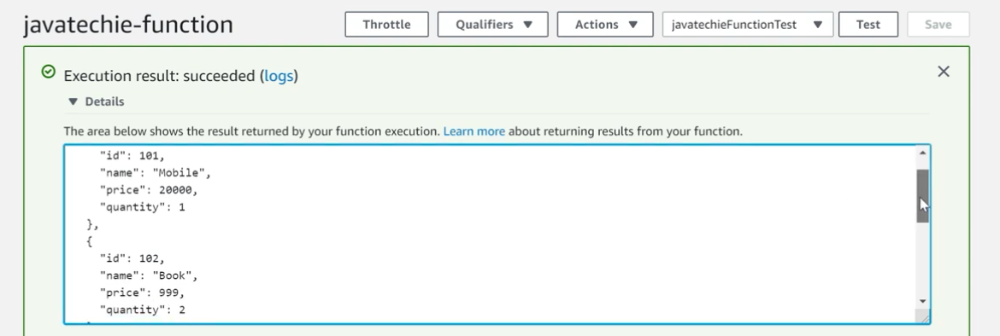 javatechie-function
Throttle Qualifiers ▼ Actions ▼ javatechieFunctionTest ▼ Test Save
Execution result: succeeded (logs)
▼ Details
The area below shows the result returned by your function execution. Learn more about returning results from your function.
"id": 101,
"name": "Mobile",
"price": 20000,
"quantity": 1
},
{
"id": 102,
"name": "Book",
"price": 999,
"quantity": 2